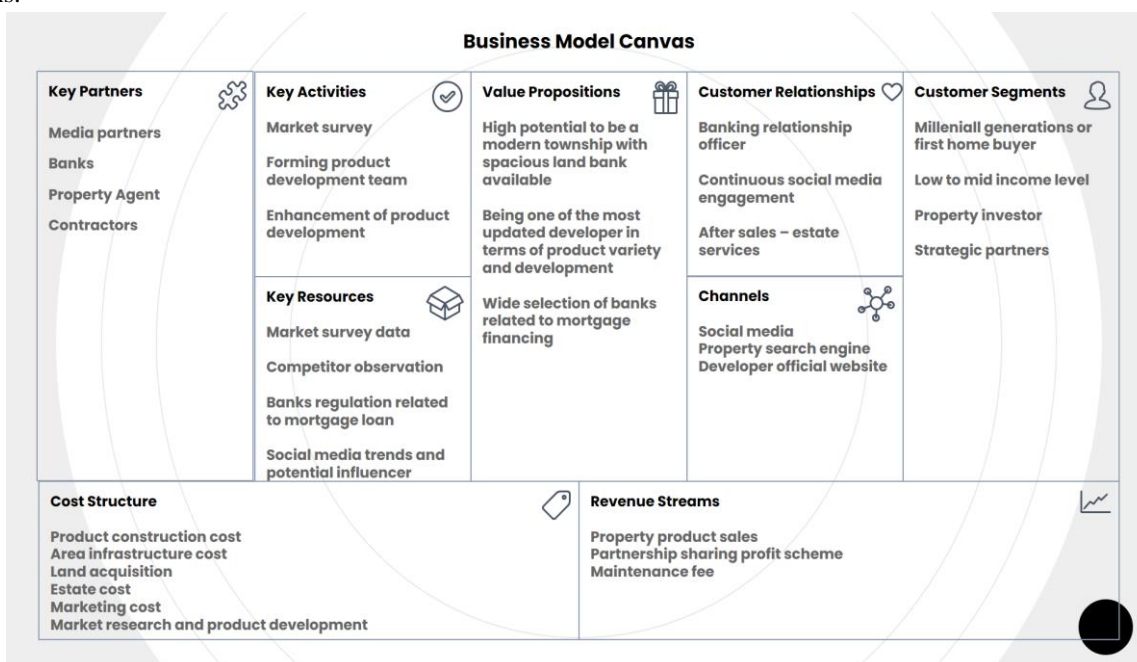 ns.
Business Model Canvas
Key Partners
Media partners
Banks
Property Agent
Contractors
Key Activities
Market survey
Forming product
development team
Enhancement of product
development
Key Resources
Market survey data
Competitor observation
Banks regulation related
to mortgage loan
Social media trends and
potential influencer
Value Propositions
High potential to be a
modern township with
spacious land bank
available
Being one of the most
updated developer in
terms of product variety
and development
Wide selection of banks
related to mortgage
financing
Customer Relationships
Banking relationship
officer
Continuous social media
engagement
After sales – estate
services
Channels
Social media
Property search engine
Developer official website
Customer Segments
Milleniall generations or
first home buyer
Low to mid income level
Property investor
Strategic partners
Cost Structure
Product construction cost
Area infrastructure cost
Land acquisition
Estate cost
Marketing cost
Market research and product development
Revenue Streams
Property product sales
Partnership sharing profit scheme
Maintenance fee